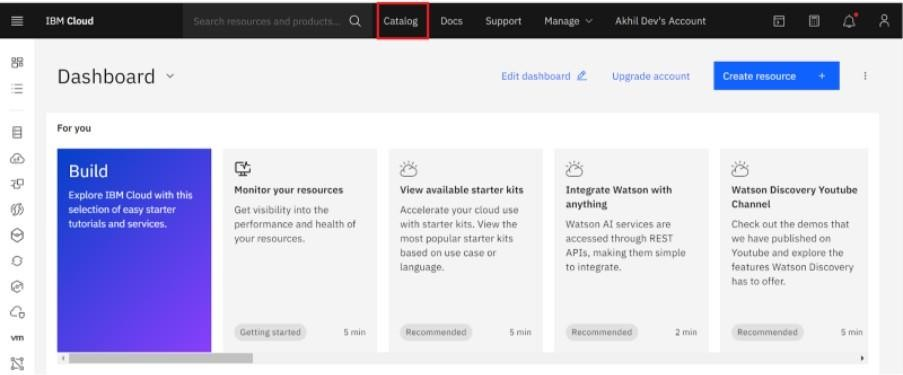 IBM Cloud
Search resources and products...
Catalog
Docs
Support
Manage
Akhil Dev's Account
Dashboard
Edit dashboard
Upgrade account
Create resource +
For you
Build
Explore IBM Cloud with this
selection of easy starter
tutorials and services.
Monitor your resources
Get visibility into the
performance and health of
your resources.
Getting started
5 min
View available starter kits
Accelerate your cloud use
with starter kits. View the
most popular starter kits
based on use case or
language.
Recommended
5 min
Integrate Watson with
anything
Watson AI services are
accessed through REST
APIs, making them simple
to integrate.
Recommended
2 min
Watson Discovery Youtube
Channel
Check out the demos that
we have published on
Youtube and explore the
features Watson Discovery
has to offer.
Recommended
5 min
vm